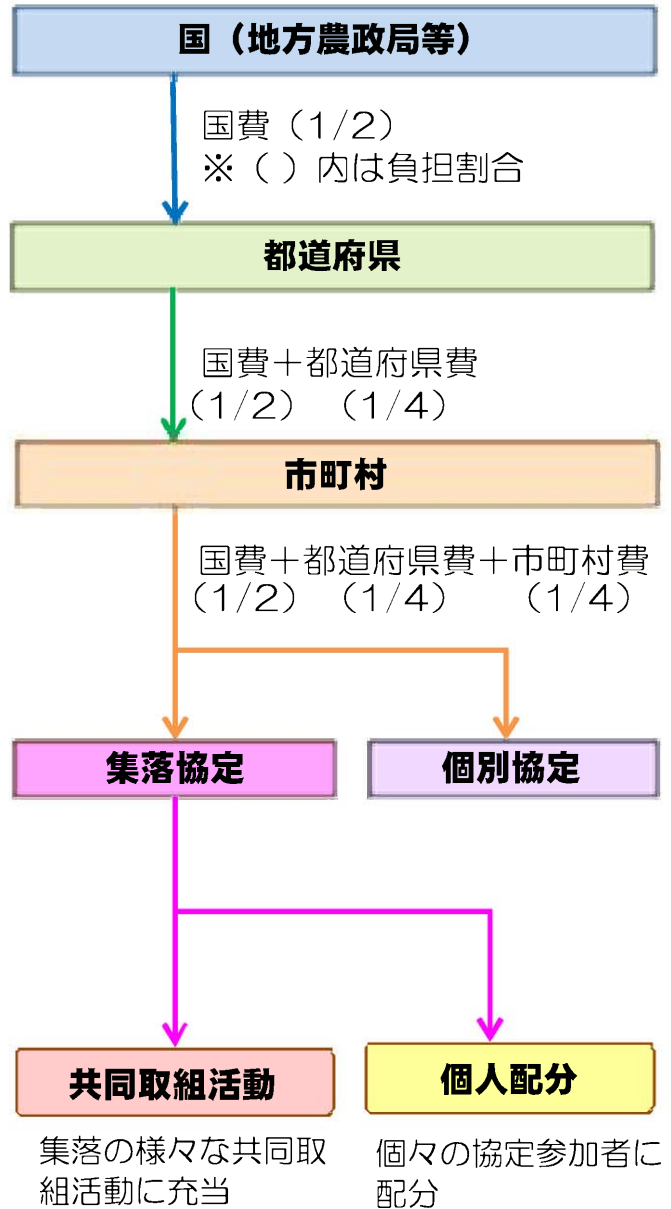 国（地方農政局等）
国費（1/2）
※（ ）内は負担割合
都道府県
国費＋都道府県費
（1/2）（1/4）
市町村
国費＋都道府県費＋市町村費
（1/2）（1/4）（1/4）
集落協定
個別協定
共同取組活動
個人配分
集落の様々な共同取
組活動に充当
個々の協定参加者に
配分